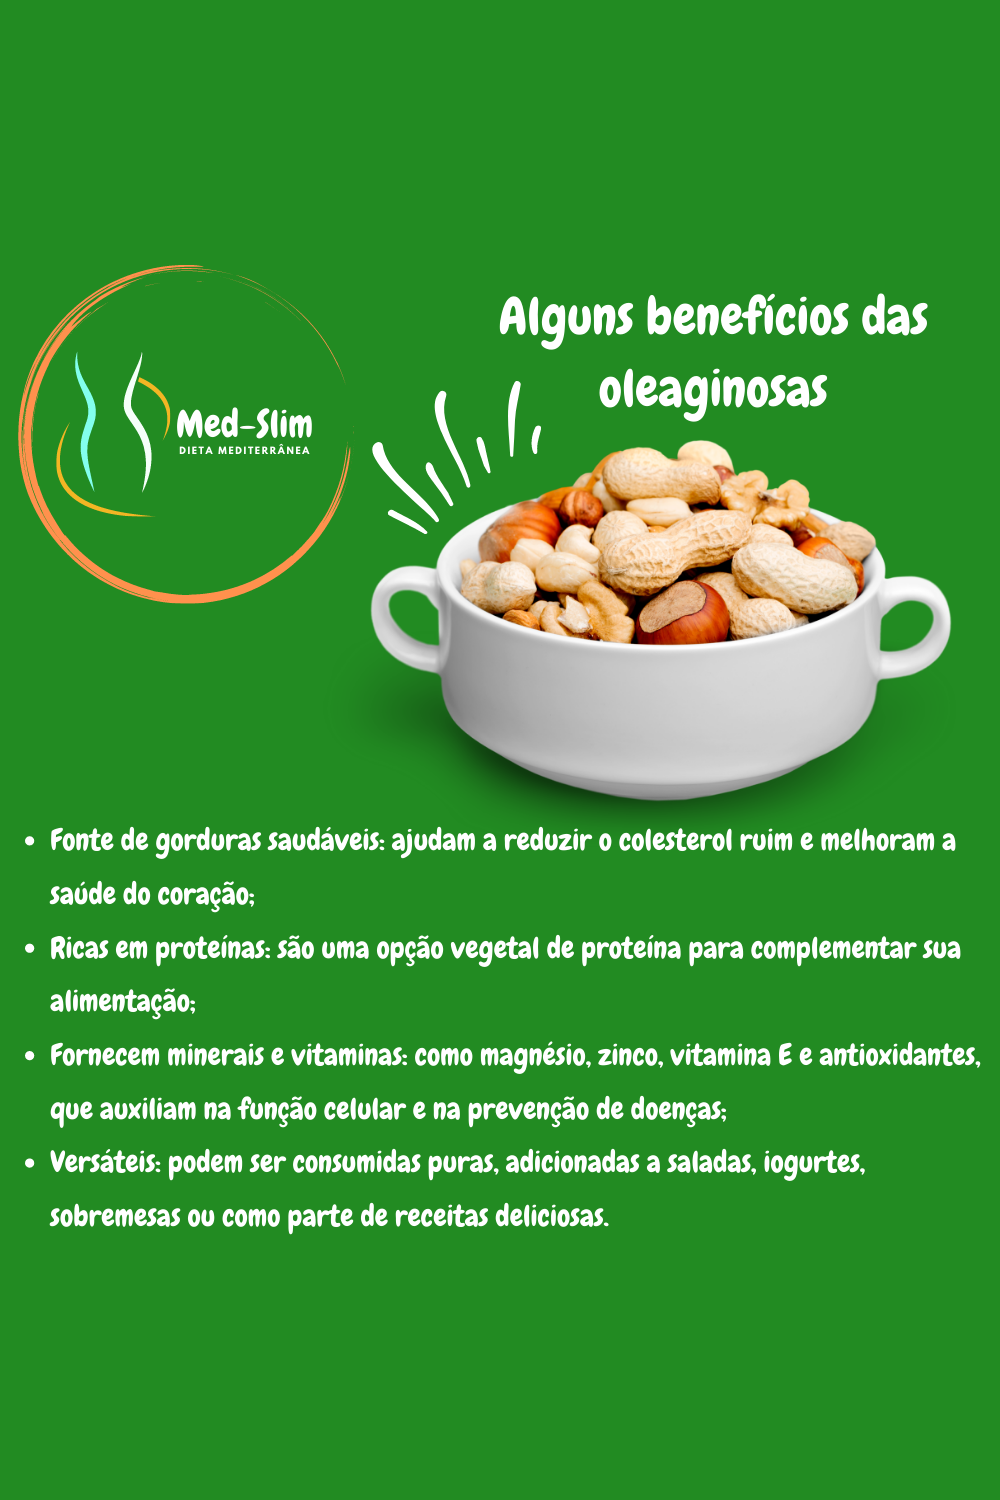 Alguns benefícios das
oleaginosas
Med-Slim
DIETA MEDITERRÂNEA
• Fonte de gorduras saudáveis: ajudam a reduzir o colesterol ruim e melhoram a
saúde do coração;
• Ricas em proteínas: são uma opção vegetal de proteína para complementar sua
alimentação;
• Fornecem minerais e vitaminas: como magnésio, zinco, vitamina E e antioxidantes,
que auxiliam na função celular e na prevenção de doenças;
• Versáteis: podem ser consumidas puras, adicionadas a saladas, iogurtes,
sobremesas ou como parte de receitas deliciosas.